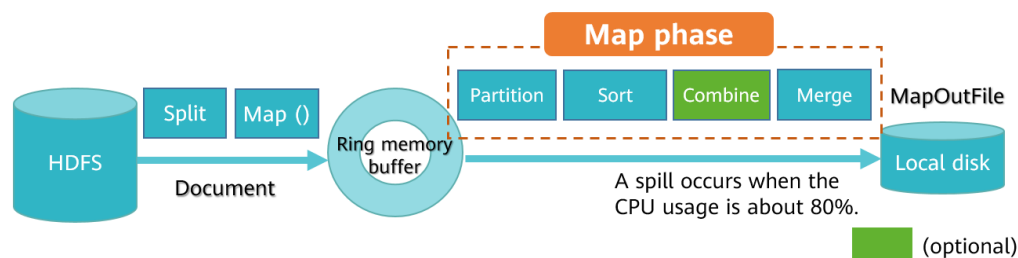 Map phase
Partition
Sort
Combine
Merge
MapOutFile
Split
Map ()
HDFS
Ring memory
buffer
Local disk
Document
A spill occurs when the
CPU usage is about 80%.
(optional)